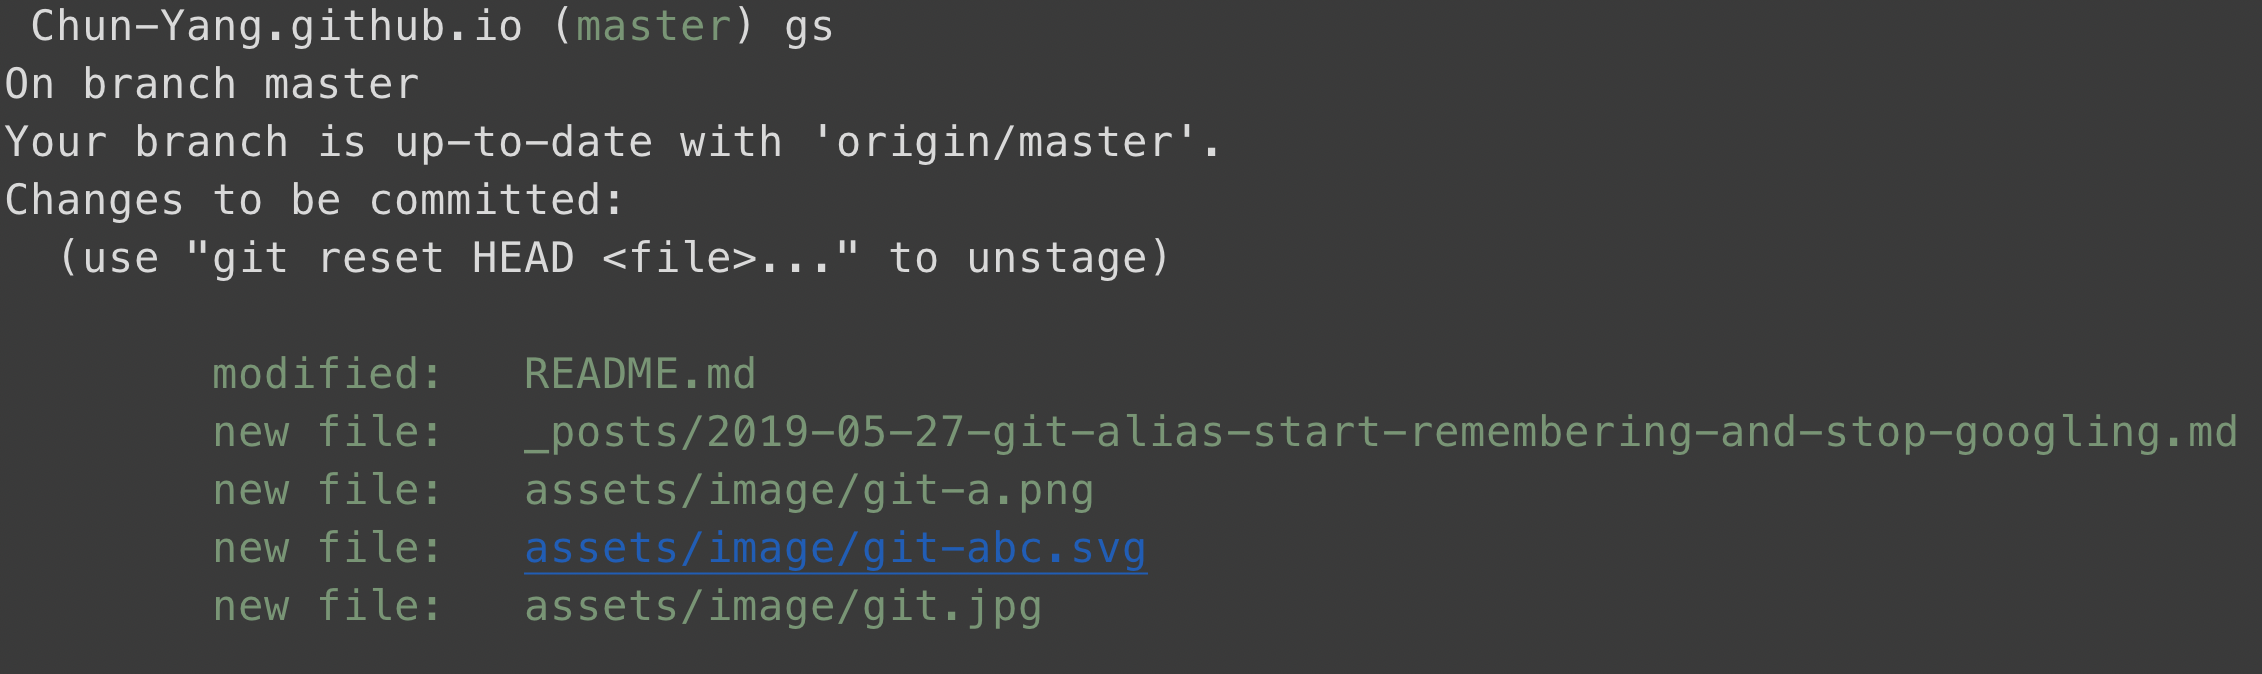 Chun-Yang.github.io (master) gs
On branch master
Your branch is up-to-date with 'origin/master'.
Changes to be committed:
  (use "git reset HEAD <file>..." to unstage)

        modified:   README.md
        new file:   _posts/2019-05-27-git-alias-start-remembering-and-stop-googling.md
        new file:   assets/image/git-a.png
        new file:   assets/image/git-abc.svg
        new file:   assets/image/git.jpg